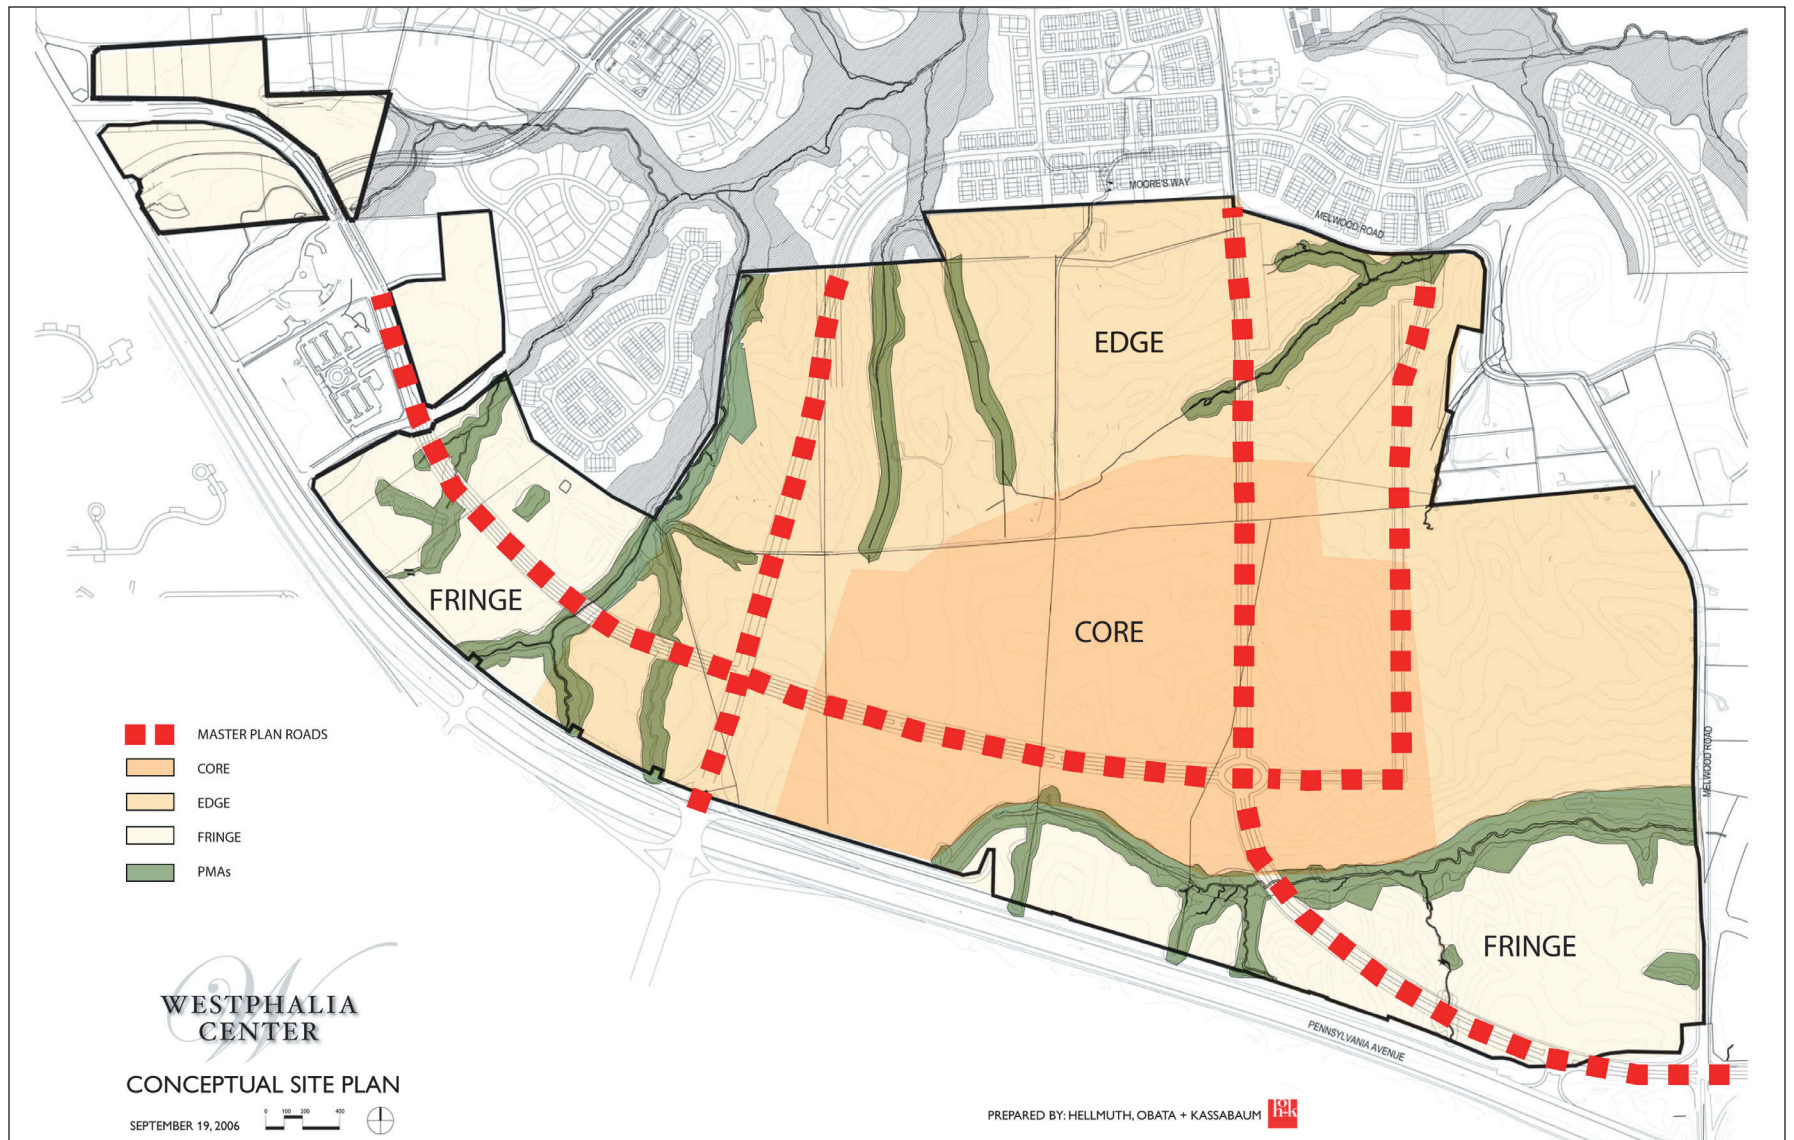 MOORE'S WAY
MELWOOD ROAD
EDGE
FRINGE
CORE
MASTER PLAN ROADS
CORE
EDGE
FRINGE
PMAs
MELWOOD ROAD
FRINGE
WESTPHALIA
CENTER
PENNSYLVANIA AVENUE
CONCEPTUAL SITE PLAN
SEPTEMBER 19, 2006
0 100 200 400
PREPARED BY: HELLMUTH, OBATA + KASSABAUM
hok